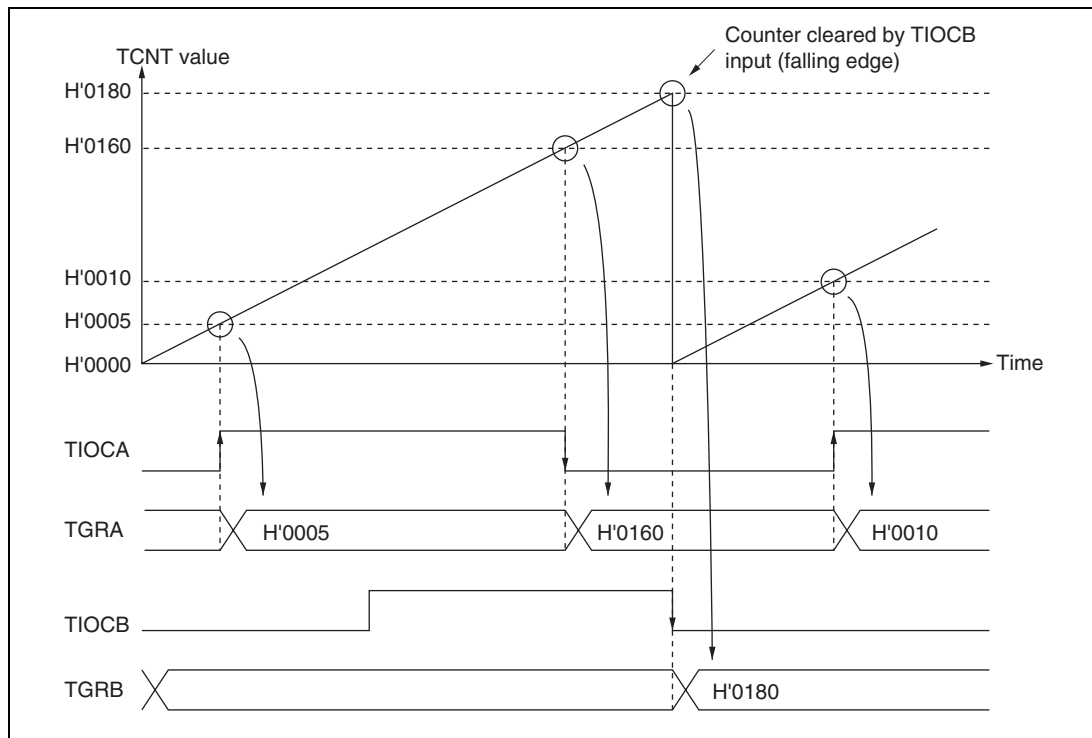 Counter cleared by TIOCB
input (falling edge)
TCNT value
H'0180
H'0160
H'0010
H'0005
H'0000
Time
TIOCA
TGRA
H'0005
H'0160
H'0010
TIOCB
TGRB
H'0180